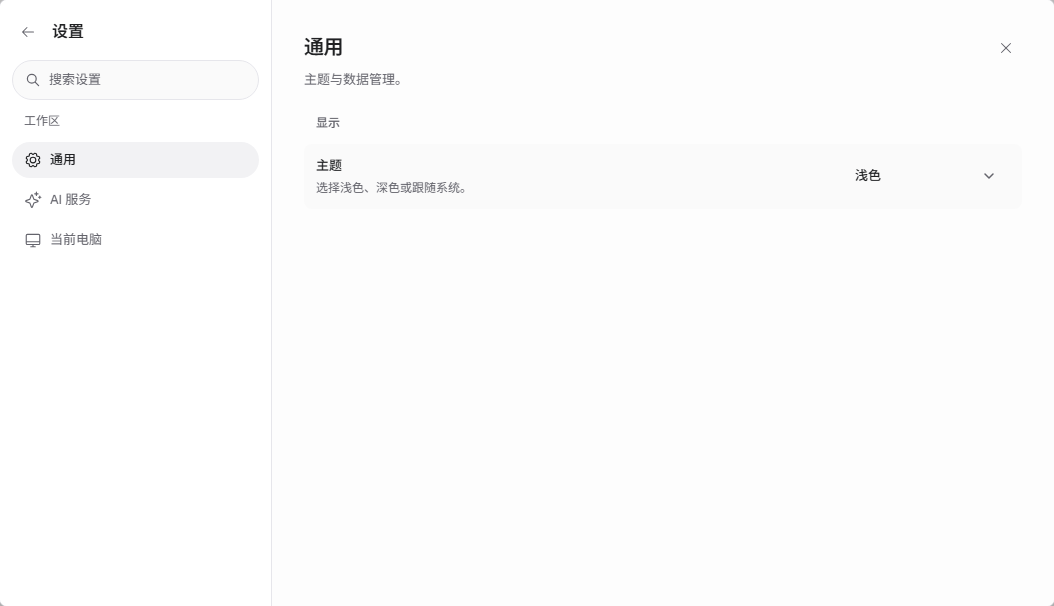 设置
搜索设置
工作区
通用
AI 服务
当前电脑
通用
主题与数据管理。
显示
主题
选择浅色、深色或跟随系统。
浅色